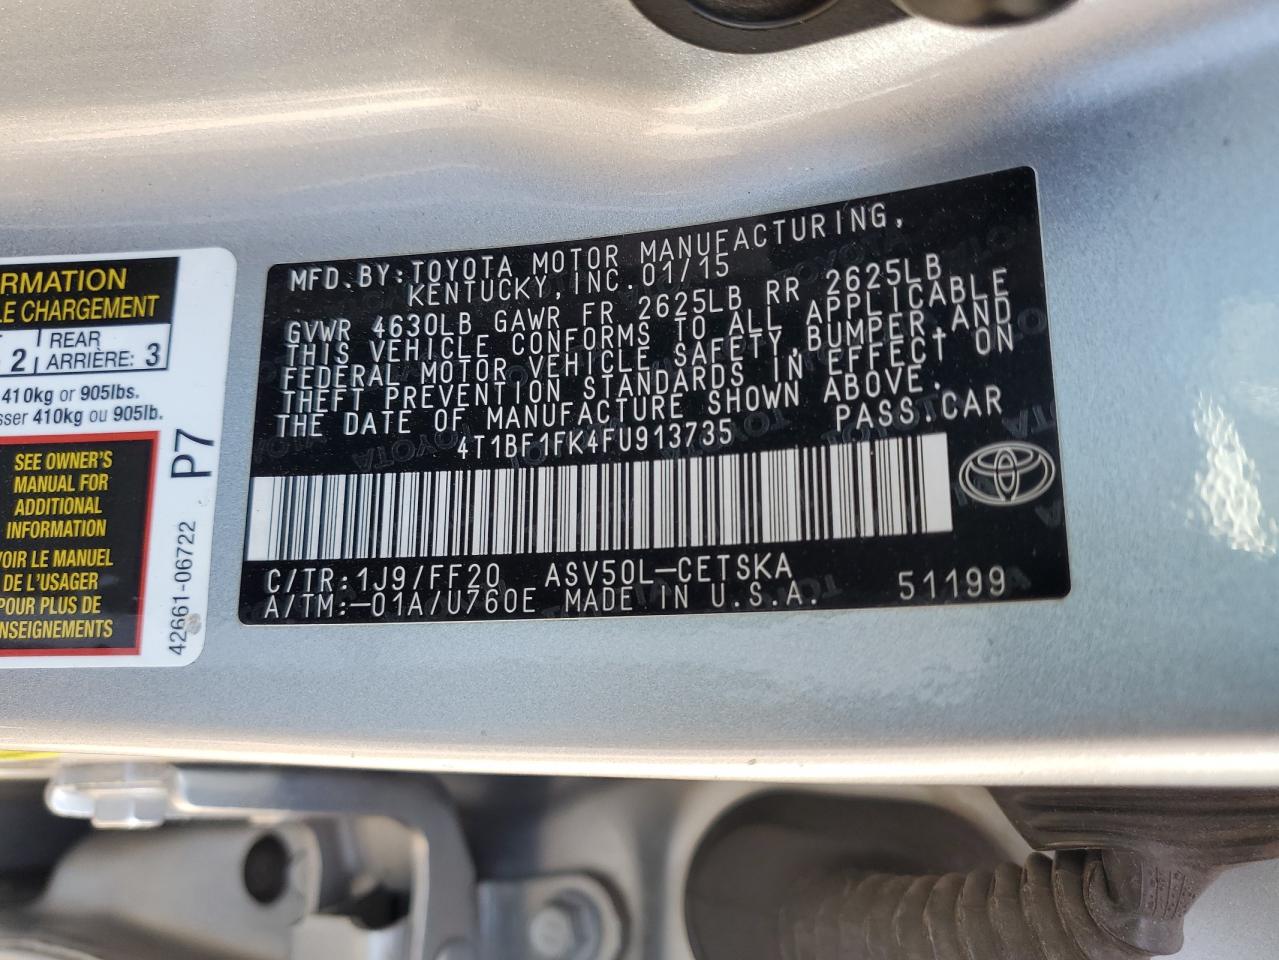 RMATION
LE CHARGEMENT
2 REAR
ARRIÈRE: 3
410kg or 905lbs.
sser 410kg ou 905lb.
SEE OWNER'S
MANUAL FOR
ADDITIONAL
INFORMATION
VOIR LE MANUEL
DE L'USAGER
POUR PLUS DE
NSEIGNEMENTS
P7
42661-06722
MFD.BY:TOYOTA MOTOR MANUFACTURING,
KENTUCKY,INC.01/15
GVWR 4630LB GAWR FR 2625LB RR 2625LB
THIS VEHICLE CONFORMS TO ALL APPLICABLE
FEDERAL MOTOR VEHICLE SAFETY,BUMPER,AND
THEFT PREVENTION STANDARDS IN EFFECT ON
THE DATE OF MANUFACTURE SHOWN ABOVE.
4T1BF1FK4FU913735 PASS.CAR
C/TR:1J9/FF20 ASV50L-CETSKA
A/TM:-01A/U760E MADE IN U.S.A. 51199